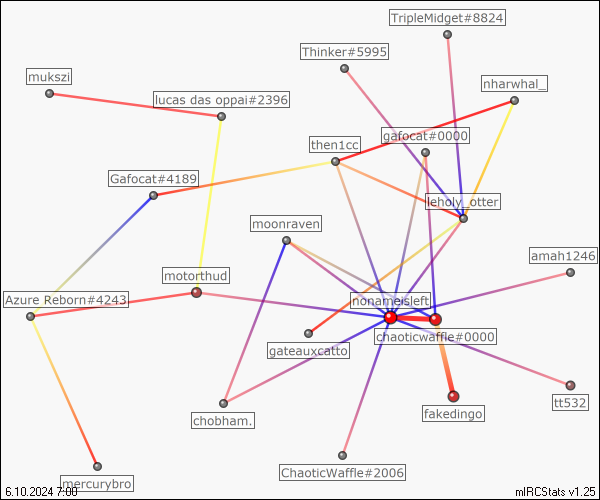 TripleMidget#8824
Thinker#5995
mukszi
nharwhal_
lucas das oppai#2396
gafocat#0000
then1cc
Gafocat#4189
leholy_otter
moonraven
amah1246
motorthud
Azure Reborn#4243
nonameisleft
chaoticwaffle#0000
gateauxcatto
tt532
fakedingo
chobham.
ChaoticWaffle#2006
mercurybro
6.10.2024 7:00
mIRCStats v1.25